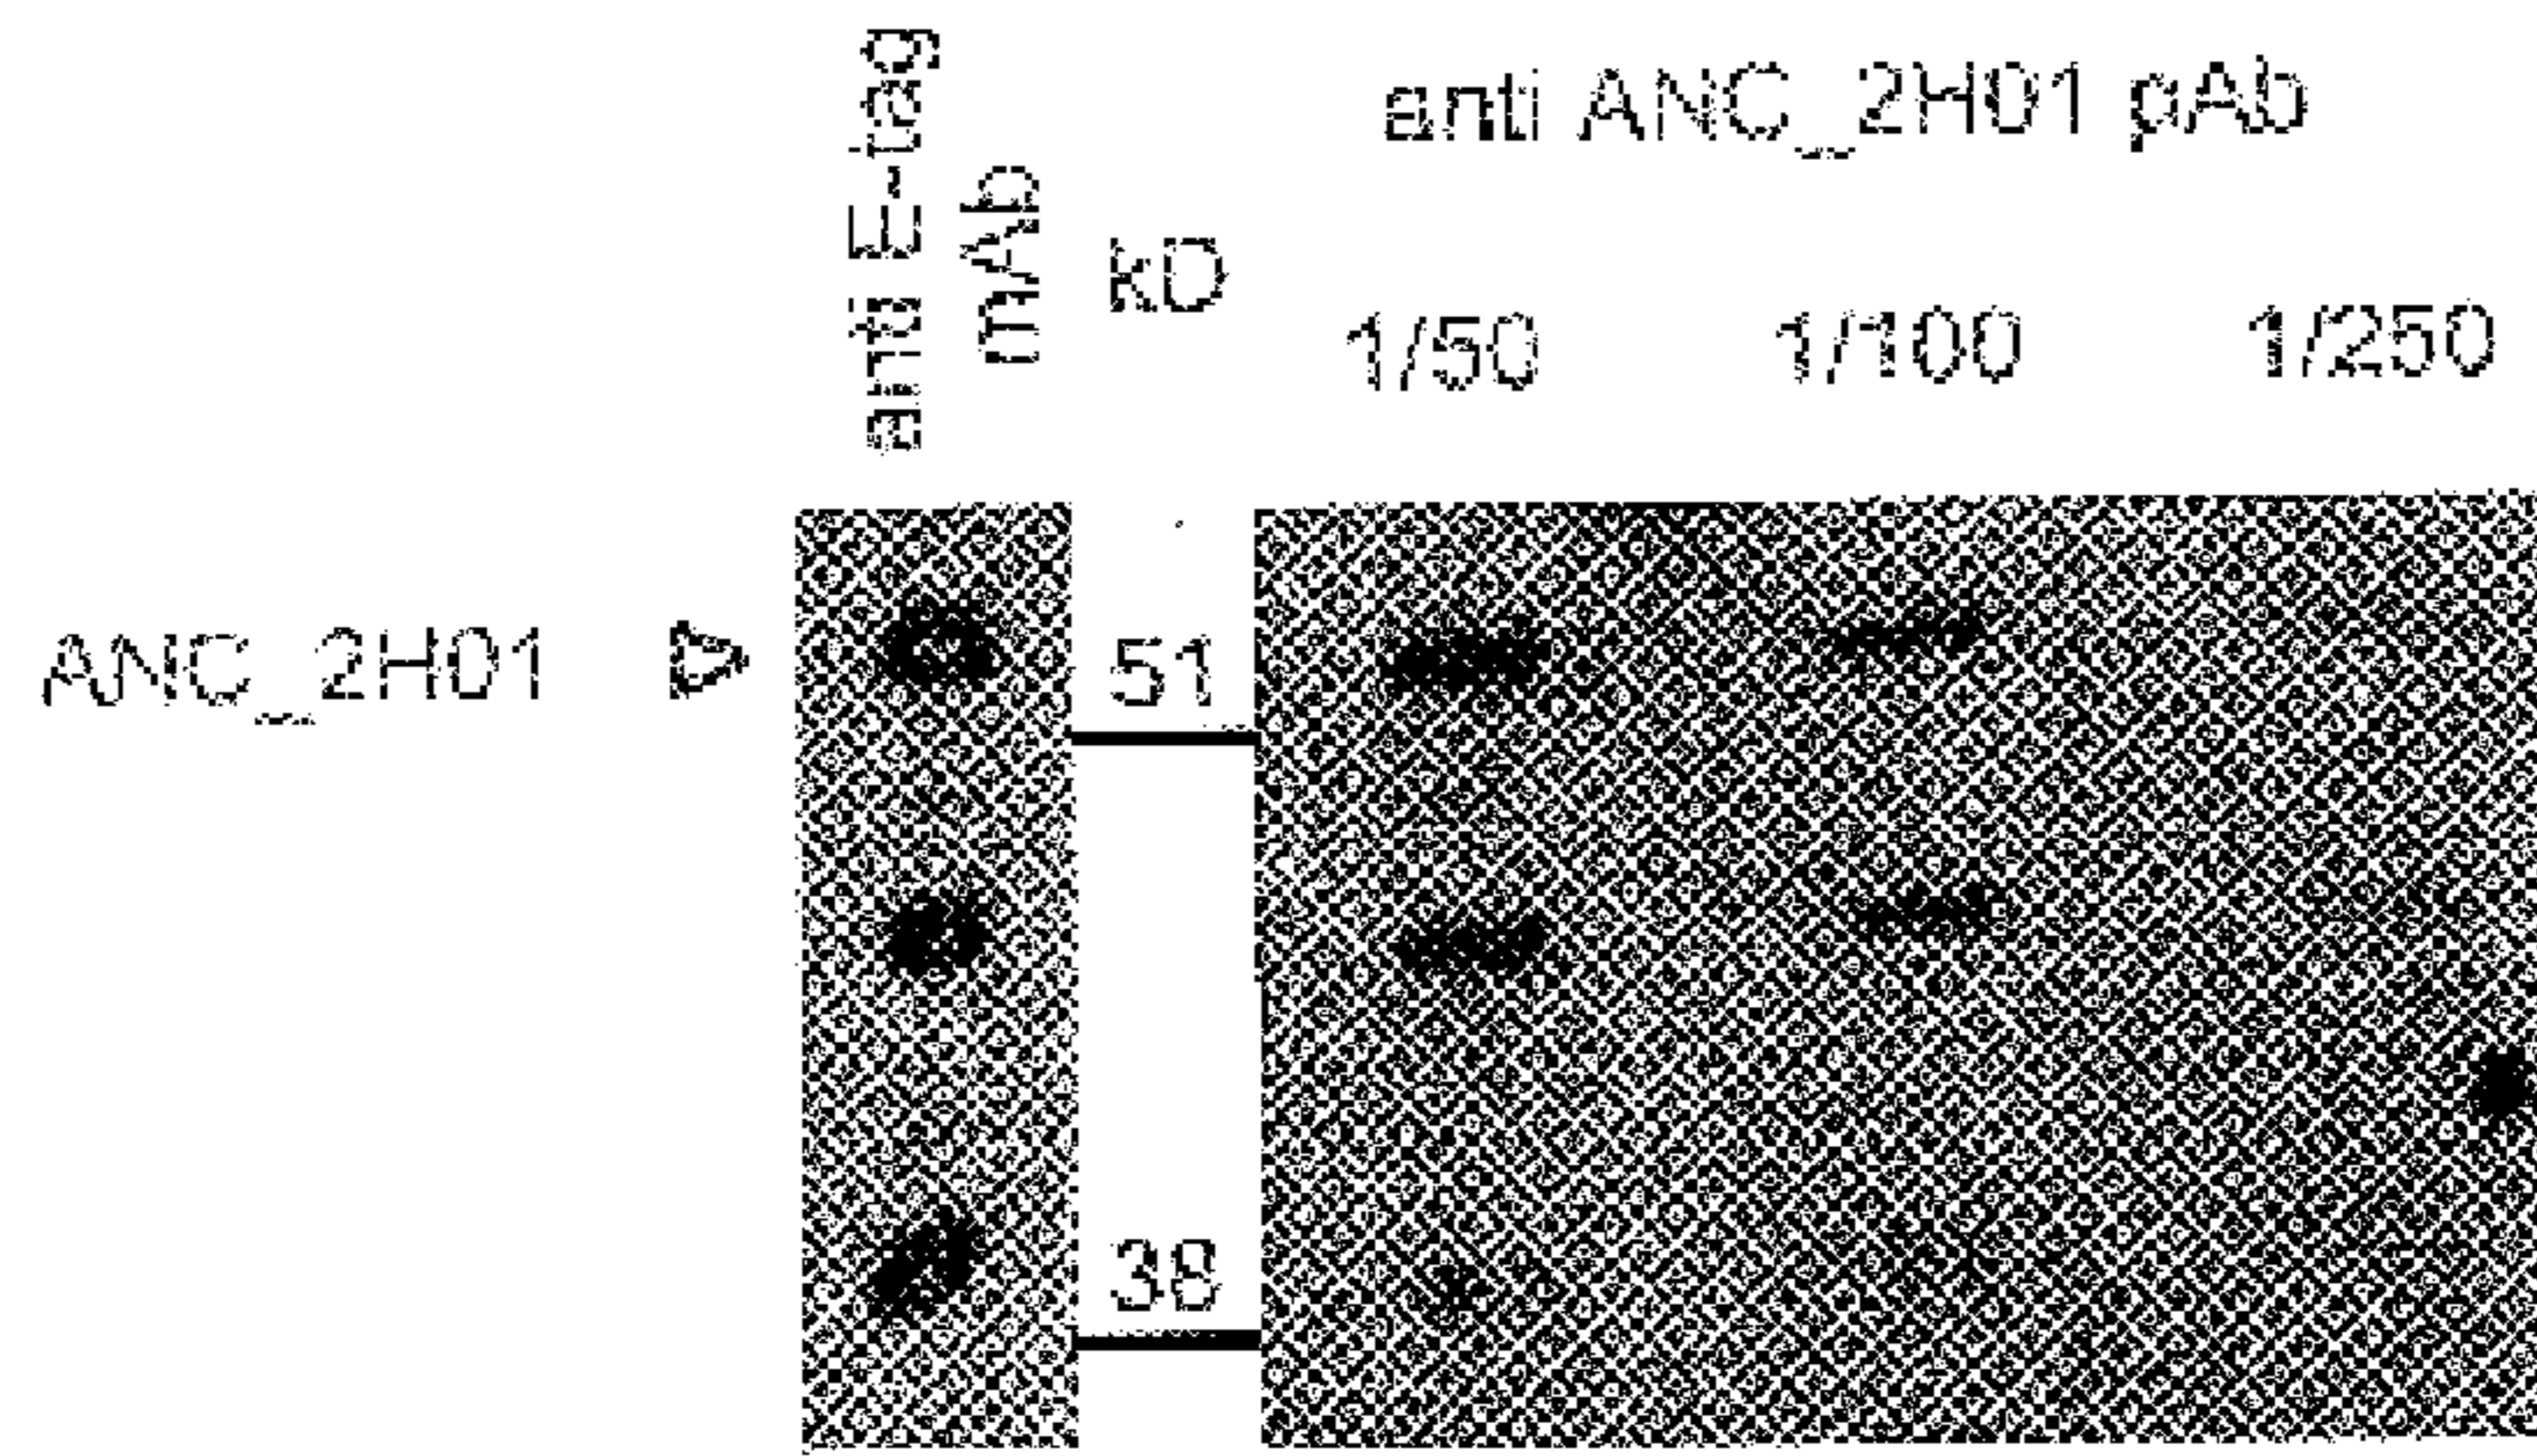 anti E-tag
mAb
kD
anti ANC_2H01 pAb
1/50 1/100 1/250
ANC_2H01
51
38